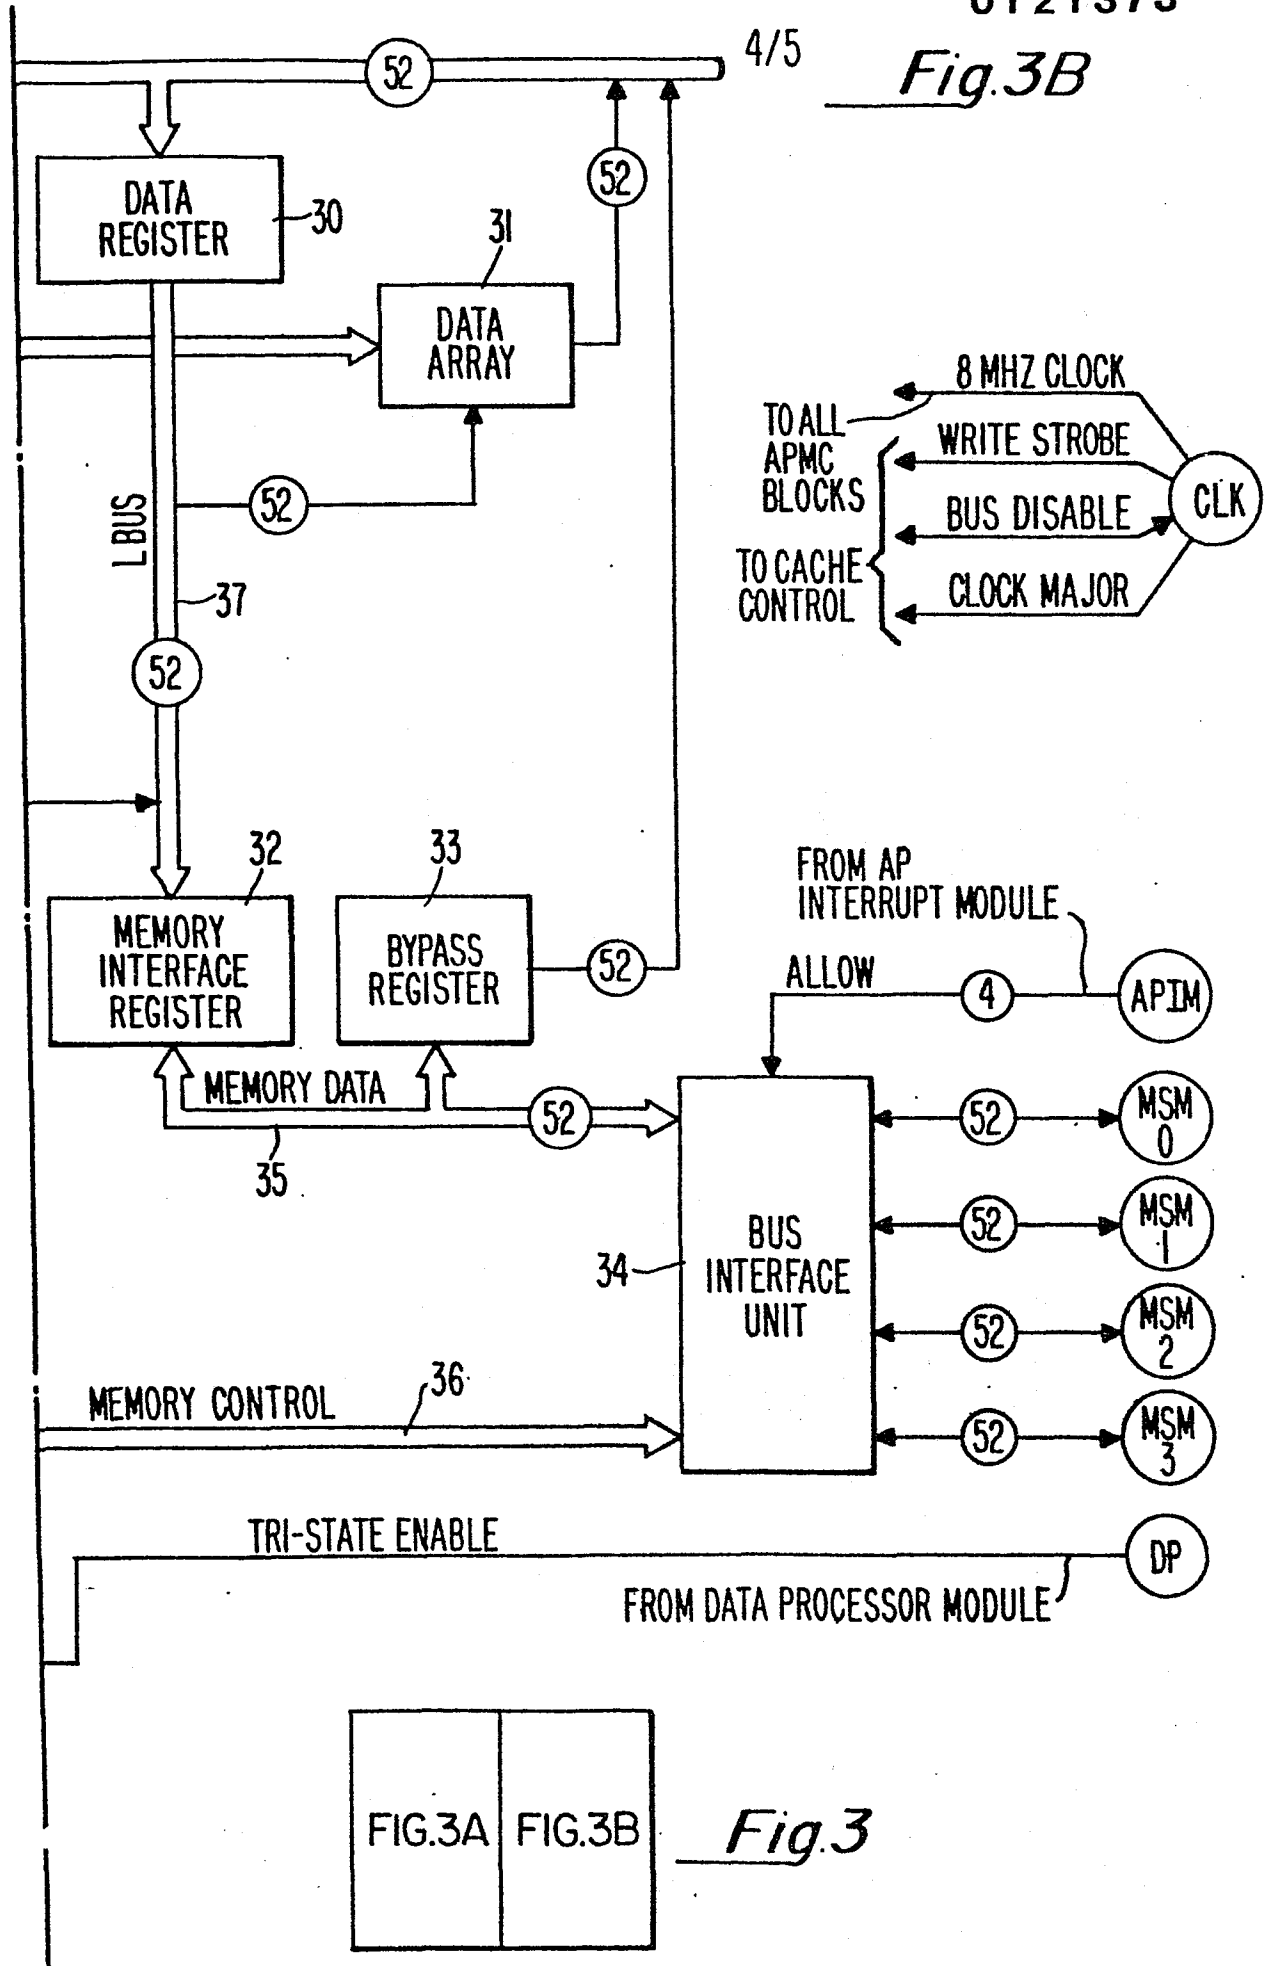 0121373
4/5
Fig.3B
52
DATA
REGISTER
30
52
31
DATA
ARRAY
8 MHZ CLOCK
TO ALL
APMC
BLOCKS
WRITE STROBE
BUS DISABLE
CLK
TO CACHE
CONTROL
CLOCK MAJOR
52
LBUS
37
52
32
33
MEMORY
INTERFACE
REGISTER
BYPASS
REGISTER
52
FROM AP
INTERRUPT MODULE
ALLOW
4
APIM
MEMORY DATA
52
35
52
MSM
0
52
MSM
1
34
BUS
INTERFACE
UNIT
52
MSM
2
52
MSM
3
MEMORY CONTROL
36
TRI-STATE ENABLE
DP
FROM DATA PROCESSOR MODULE
FIG.3A
FIG.3B
Fig.3